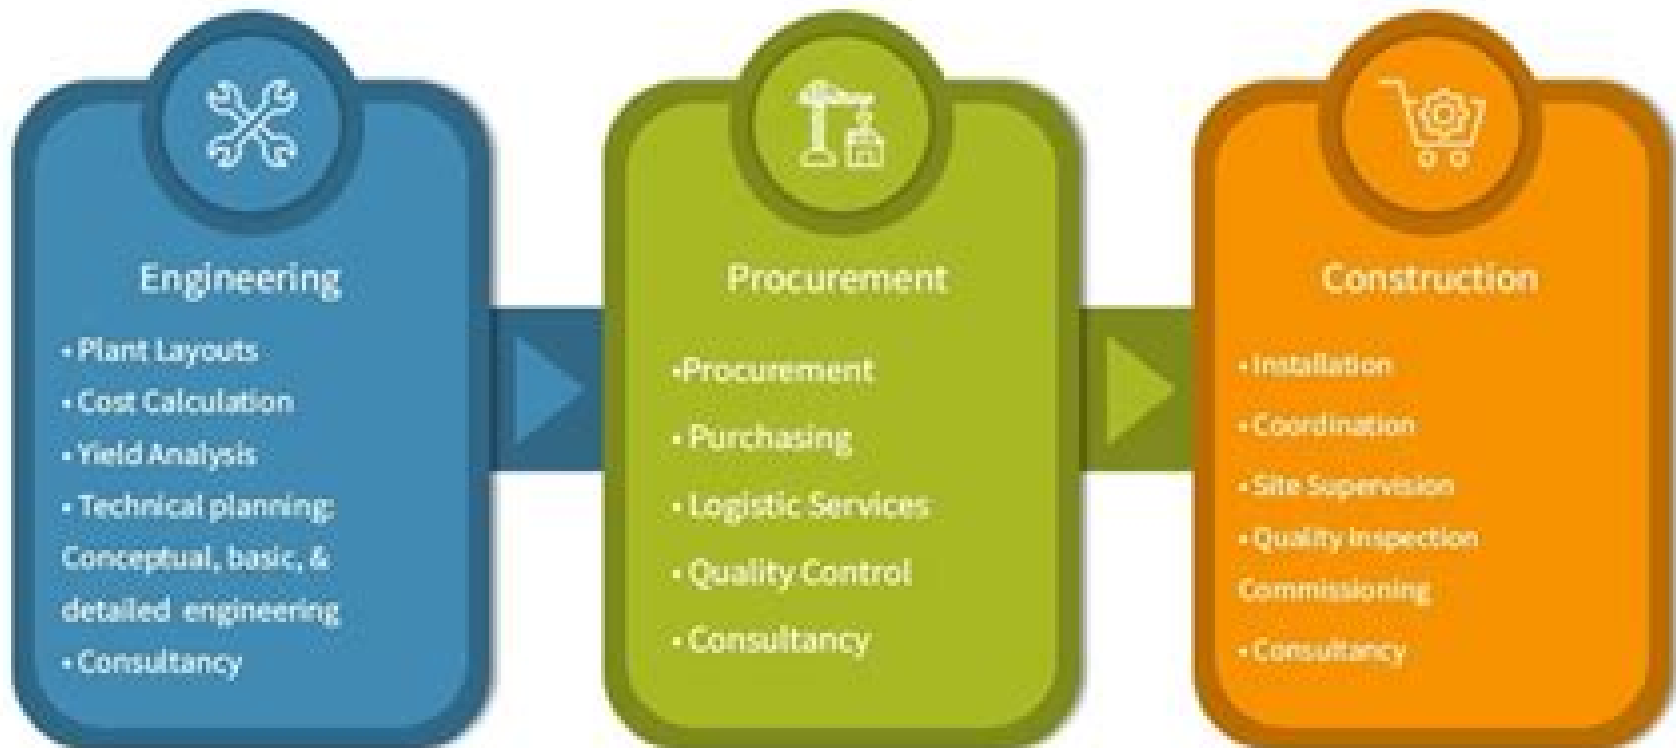 Engineering
• Plant Layouts
• Cost Calculation
• Yield Analysis
• Technical planning:
Conceptual, basic, &
detailed engineering
• Consultancy
Procurement
•Procurement
• Purchasing
• Logistic Services
• Quality Control
• Consultancy
Construction
• Installation
• Coordination
• Site Supervision
• Quality Inspection
Commissioning
• Consultancy